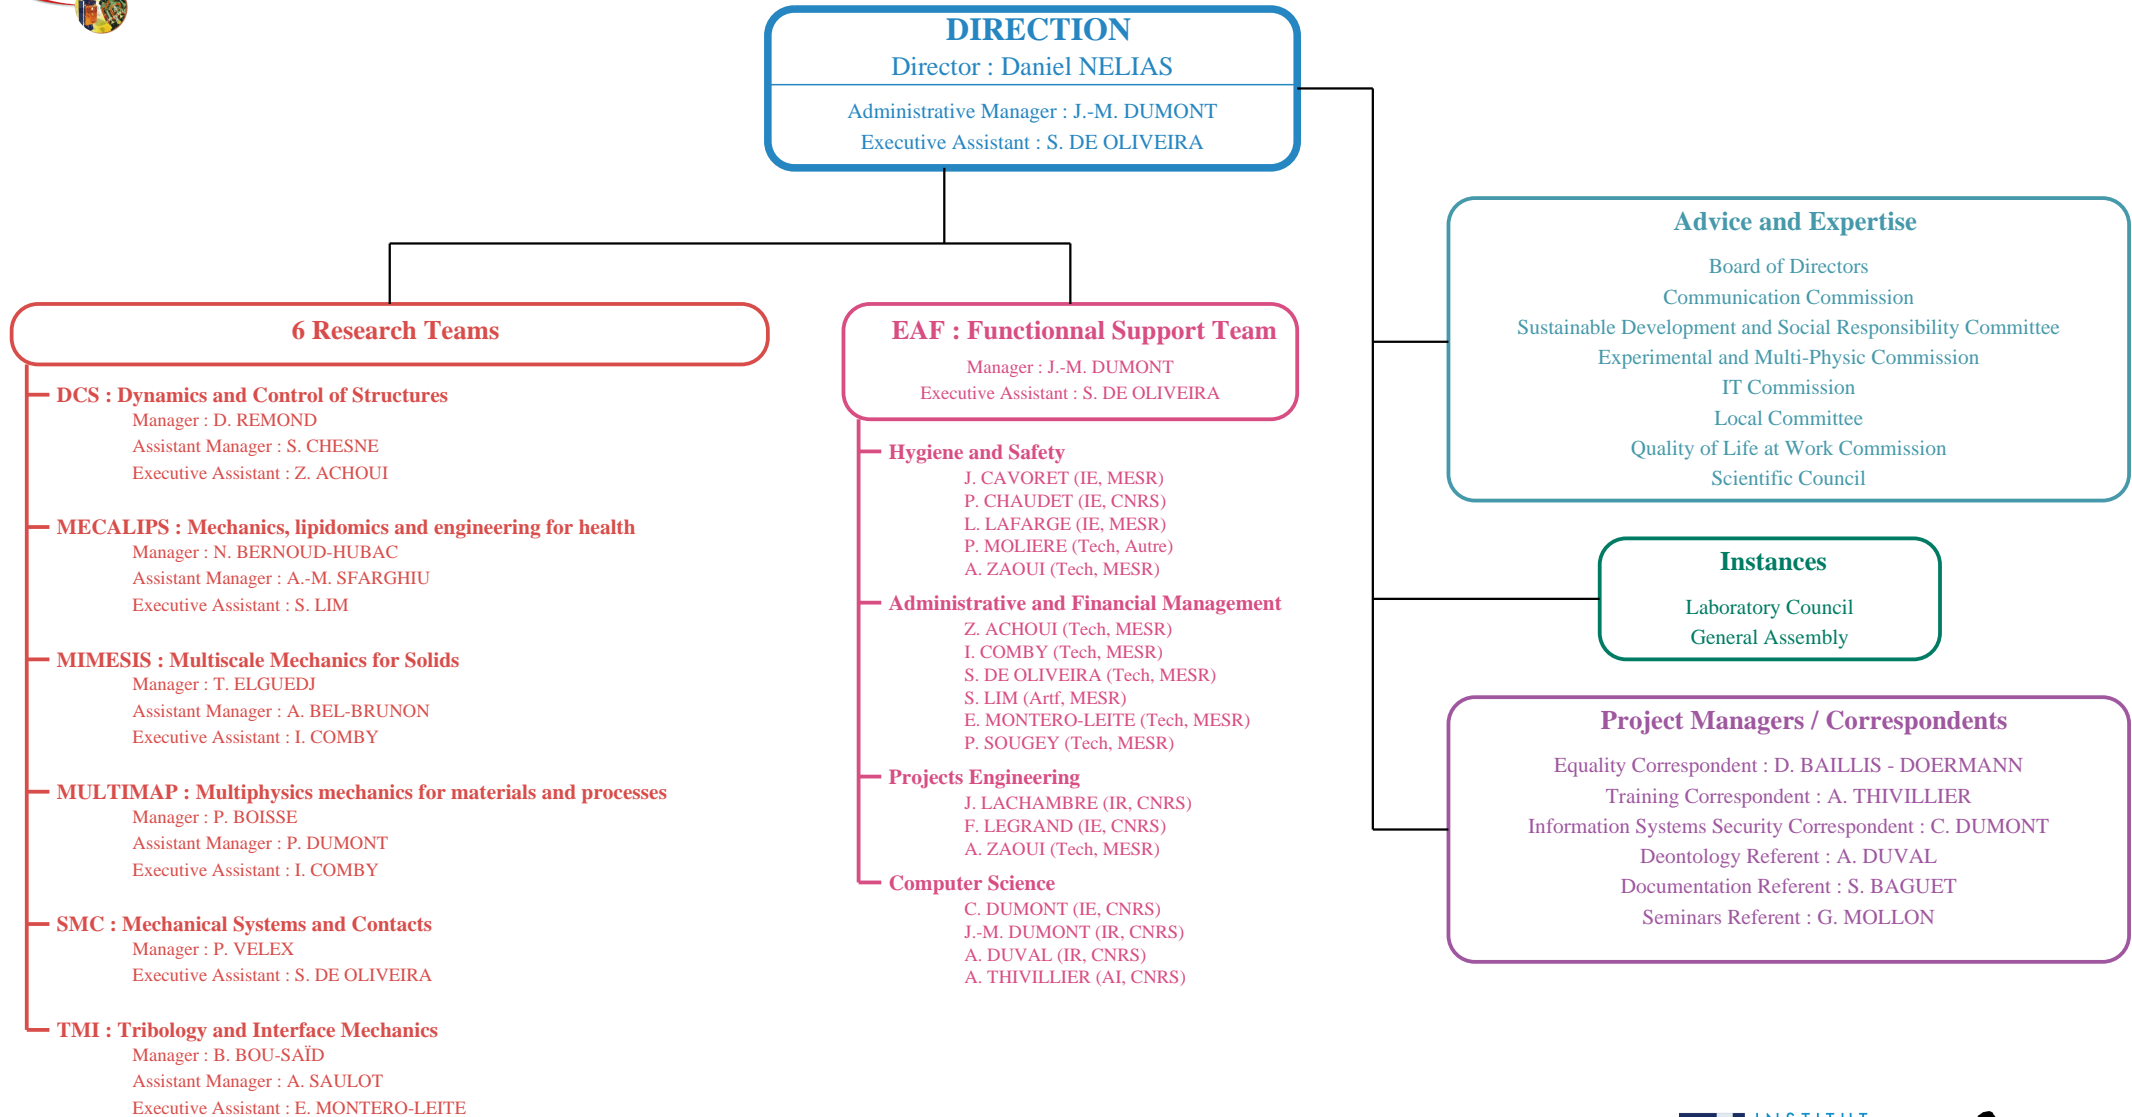 DIRECTION
Director : Daniel NELIAS
Administrative Manager : J.-M. DUMONT
Executive Assistant : S. DE OLIVEIRA
6 Research Teams
DCS : Dynamics and Control of Structures
Manager : D. REMOND
Assistant Manager : S. CHESNE
Executive Assistant : Z. ACHOUI
MECALIPS : Mechanics, lipidomics and engineering for health
Manager : N. BERNOUD-HUBAC
Assistant Manager : A.-M. SFARGHIU
Executive Assistant : S. LIM
MIMESIS : Multiscale Mechanics for Solids
Manager : T. ELGUEDJ
Assistant Manager : A. BEL-BRUNON
Executive Assistant : I. COMBY
MULTIMAP : Multiphysics mechanics for materials and processes
Manager : P. BOISSE
Assistant Manager : P. DUMONT
Executive Assistant : I. COMBY
SMC : Mechanical Systems and Contacts
Manager : P. VELEX
Executive Assistant : S. DE OLIVEIRA
TMI : Tribology and Interface Mechanics
Manager : B. BOU-SAÏD
Assistant Manager : A. SAULOT
Executive Assistant : E. MONTERO-LEITE
EAF : Functionnal Support Team
Manager : J.-M. DUMONT
Executive Assistant : S. DE OLIVEIRA
Hygiene and Safety
J. CAVORET (IE, MESR)
P. CHAUDET (IE, CNRS)
L. LAFARGE (IE, MESR)
P. MOLIERE (Tech, Autre)
A. ZAOUI (Tech, MESR)
Administrative and Financial Management
Z. ACHOUI (Tech, MESR)
I. COMBY (Tech, MESR)
S. DE OLIVEIRA (Tech, MESR)
S. LIM (Artf, MESR)
E. MONTERO-LEITE (Tech, MESR)
P. SOUGEY (Tech, MESR)
Projects Engineering
J. LACHAMBRE (IR, CNRS)
F. LEGRAND (IE, CNRS)
A. ZAOUI (Tech, MESR)
Computer Science
C. DUMONT (IE, CNRS)
J.-M. DUMONT (IR, CNRS)
A. DUVAL (IR, CNRS)
A. THIVILLIER (AI, CNRS)
Advice and Expertise
Board of Directors
Communication Commission
Sustainable Development and Social Responsibility Committee
Experimental and Multi-Physic Commission
IT Commission
Local Committee
Quality of Life at Work Commission
Scientific Council
Instances
Laboratory Council
General Assembly
Project Managers / Correspondents
Equality Correspondent : D. BAILLIS - DOERMANN
Training Correspondent : A. THIVILLIER
Information Systems Security Correspondent : C. DUMONT
Deontology Referent : A. DUVAL
Documentation Referent : S. BAGUET
Seminars Referent : G. MOLLON
INSTITUT